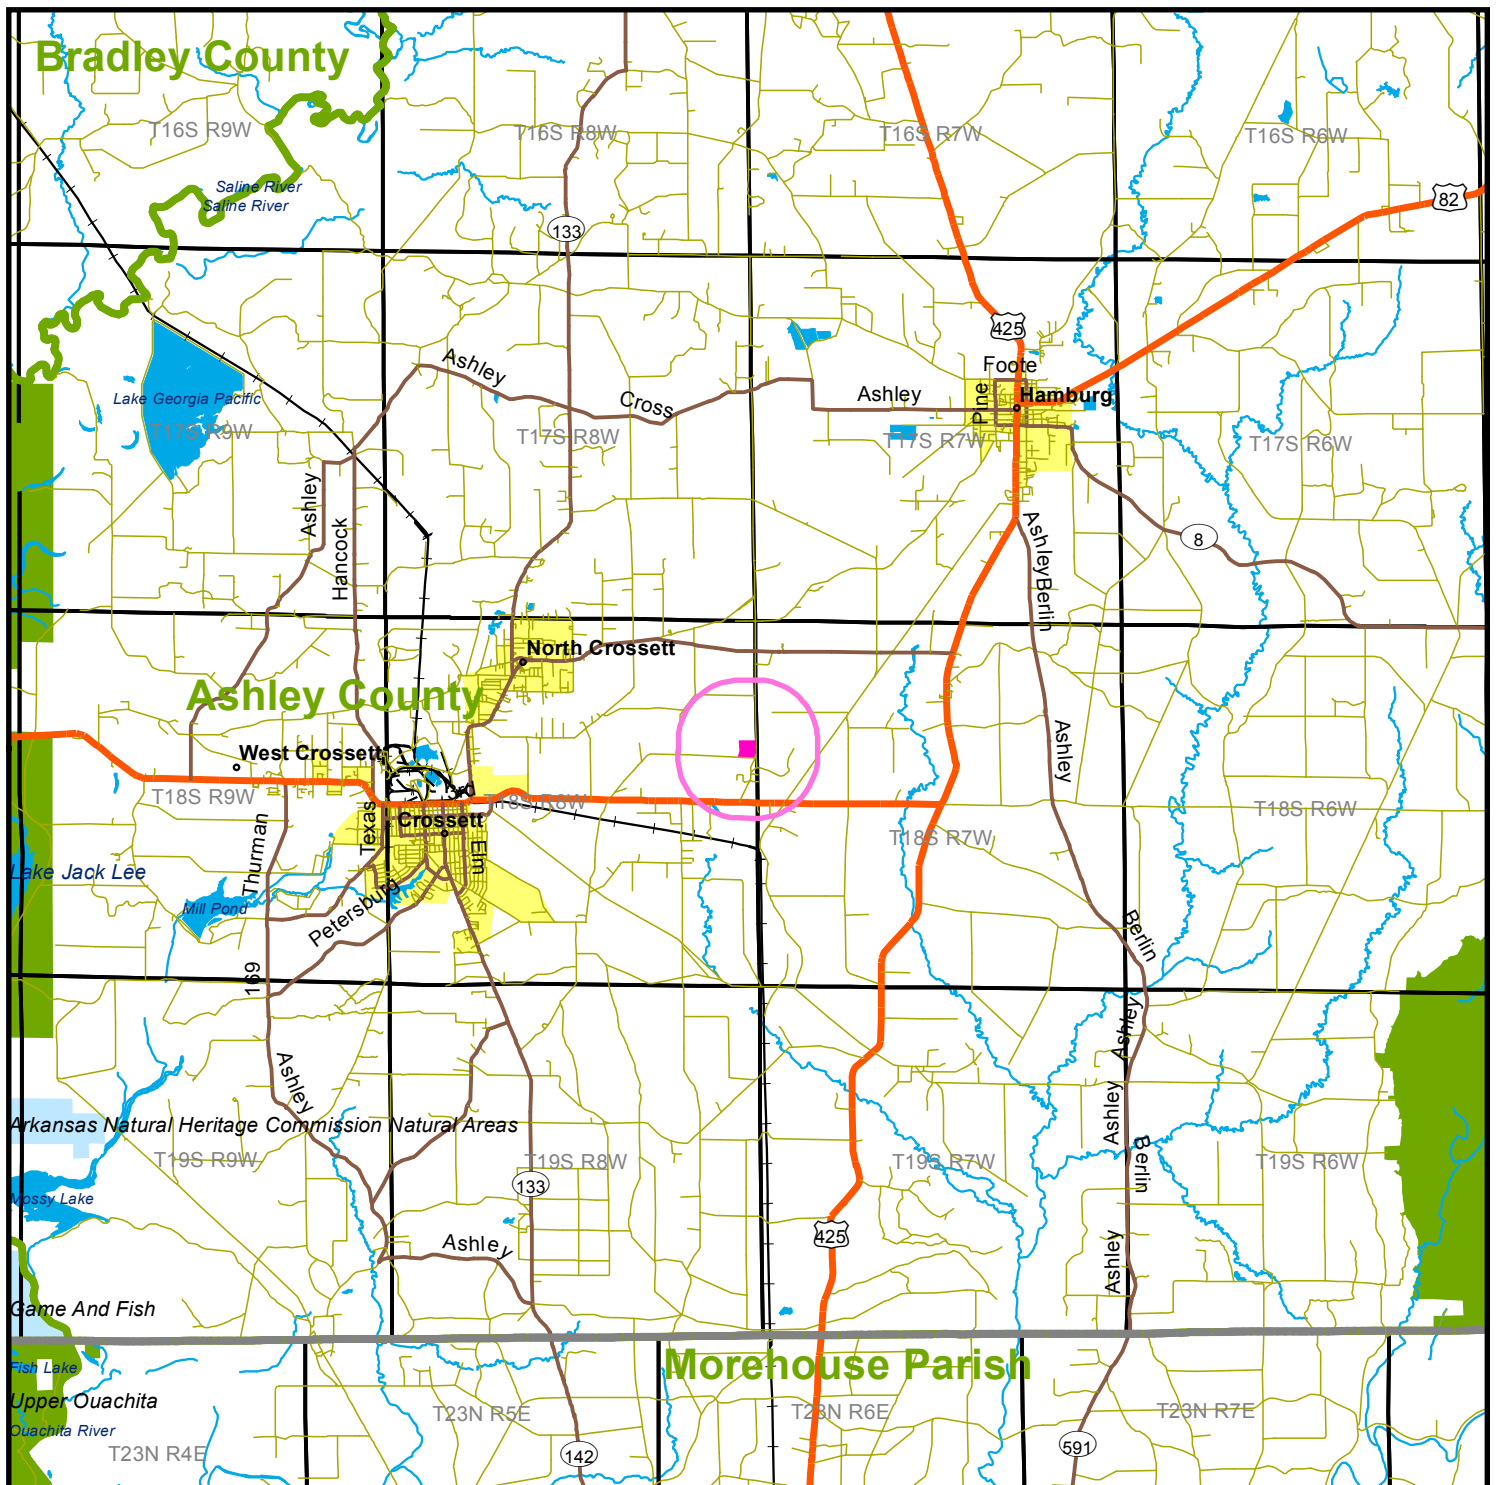 Bradley County
T16S R9W
T16S R8W
T16S R7W
T16S R6W
Saline River
Saline River
82
133
425
Foote
Ashley
Cross
Ashley
Pine
Hamburg
Lake Georgia Pacific
T17S R9W
T17S R8W
T17S R7W
T17S R6W
Ashley
Hancock
Ashley
Berlin
8
North Crossett
Ashley County
West Crossett
Ashley
3rd
T18S R9W
T18S R8W
T18S R7W
T18S R6W
Texas
Crossett
Elm
Thurman
Lake Jack Lee
Mill Pond
Petersburg
Berlin
169
Ashley
Ashley
Arkansas Natural Heritage Commission Natural Areas
Ashley
Berlin
T19S R9W
T19S R8W
T19S R7W
T19S R6W
Mossy Lake
133
425
Ashley
Ashley
Game And Fish
Morehouse Parish
Fish Lake
Upper Ouachita
Ouachita River
T23N R4E
T23N R5E
T23N R6E
T23N R7E
142
591